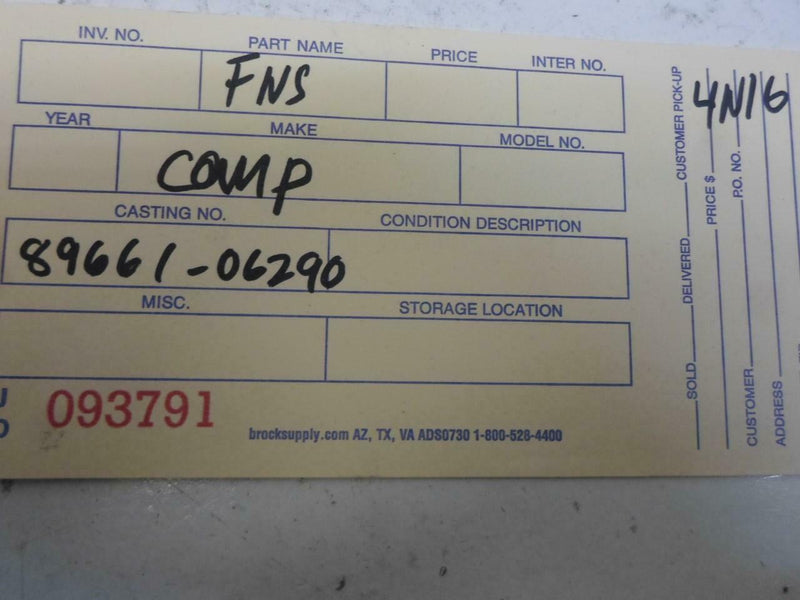 INV. NO. PART NAME PRICE INTER NO.
FNS
YEAR MAKE MODEL NO.
COMP
CASTING NO. CONDITION DESCRIPTION
89661-06290
MISC. STORAGE LOCATION
093791
brocksupply.com AZ, TX, VA ADS0730 1-800-528-4400
4N16
SOLD DELIVERED CUSTOMER PICK-UP
PRICE $
CUSTOMER P.O. NO.
ADDRESS